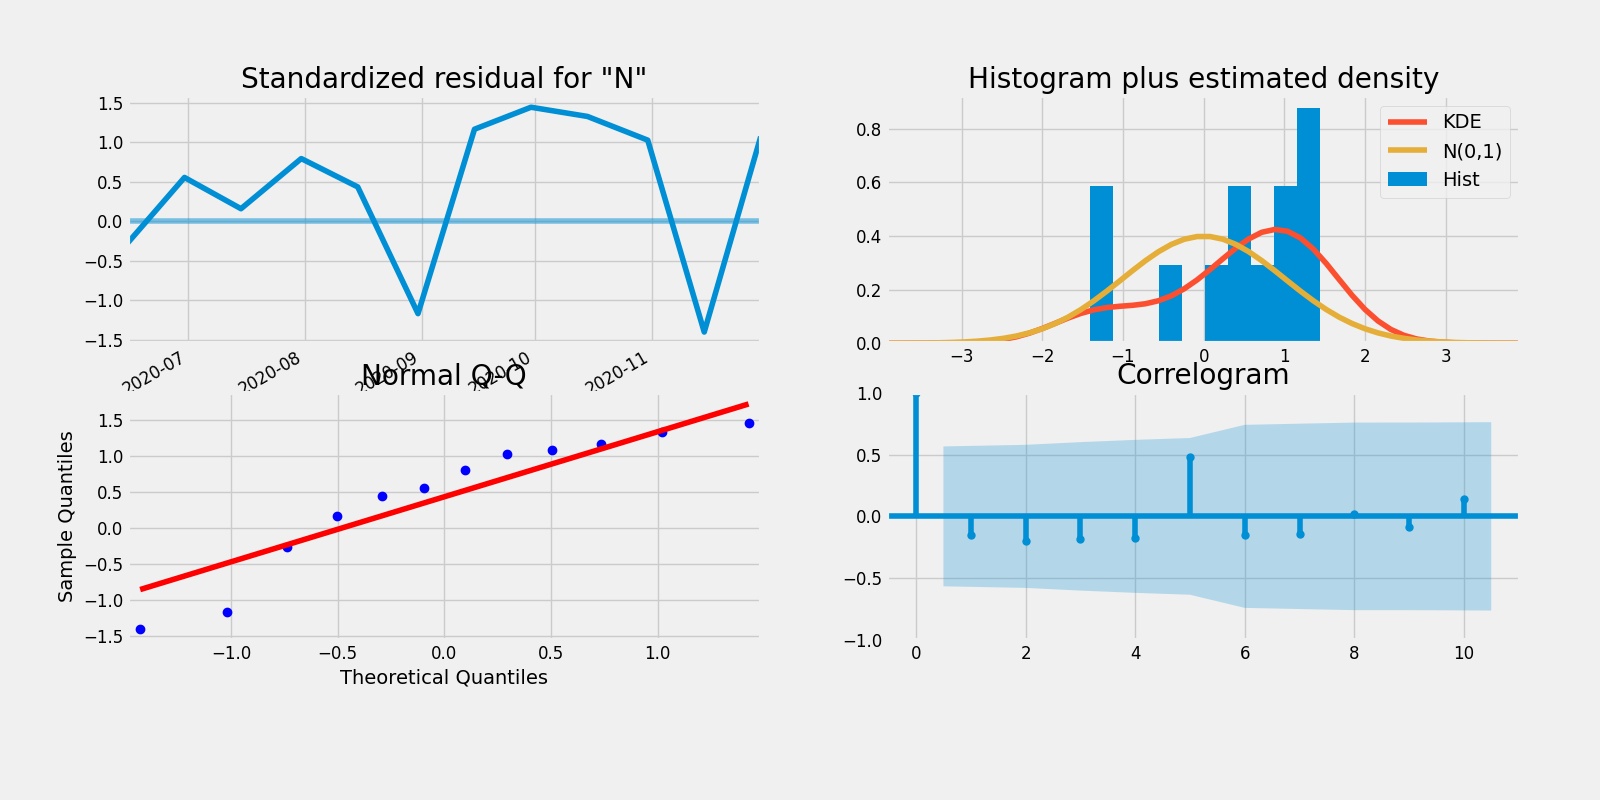 Standardized residual for "N"
1.5
1.0
0.5
0.0
−0.5
−1.0
−1.5
2020-07
2020-08
2020-09
2020-10
2020-11
Histogram plus estimated density
0.8
0.6
0.4
0.2
0.0
−3 −2 −1 0 1 2 3
KDE
N(0,1)
Hist
Normal Q-Q
Sample Quantiles
1.5
1.0
0.5
0.0
−0.5
−1.0
−1.5
−1.0 −0.5 0.0 0.5 1.0
Theoretical Quantiles
Correlogram
1.0
0.5
0.0
−0.5
−1.0
0 2 4 6 8 10